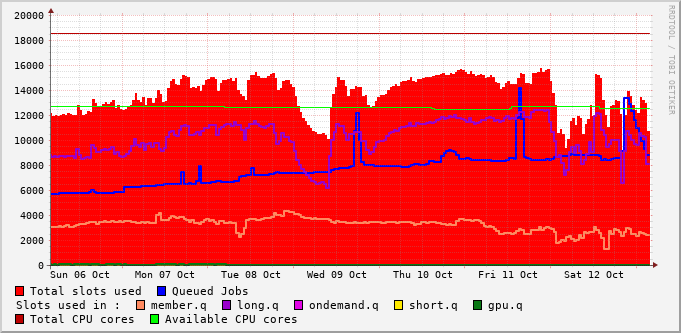 20000
18000
16000
14000
12000
10000
8000
6000
4000
2000
0
Sun 06 Oct Mon 07 Oct Tue 08 Oct Wed 09 Oct Thu 10 Oct Fri 11 Oct Sat 12 Oct
Total slots used Queued Jobs
Slots used in : member.q long.q ondemand.q short.q gpu.q
Total CPU cores Available CPU cores
RRDTOOL / TOBI OETIKER